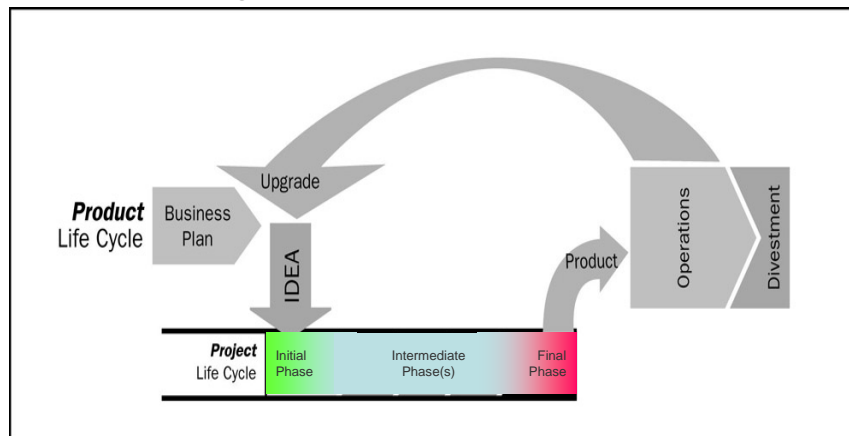 Upgrade
Product
Life Cycle
Business
Plan
IDEA
Product
Operations
Divestment
Project
Life Cycle
Initial
Phase
Intermediate
Phase(s)
Final
Phase